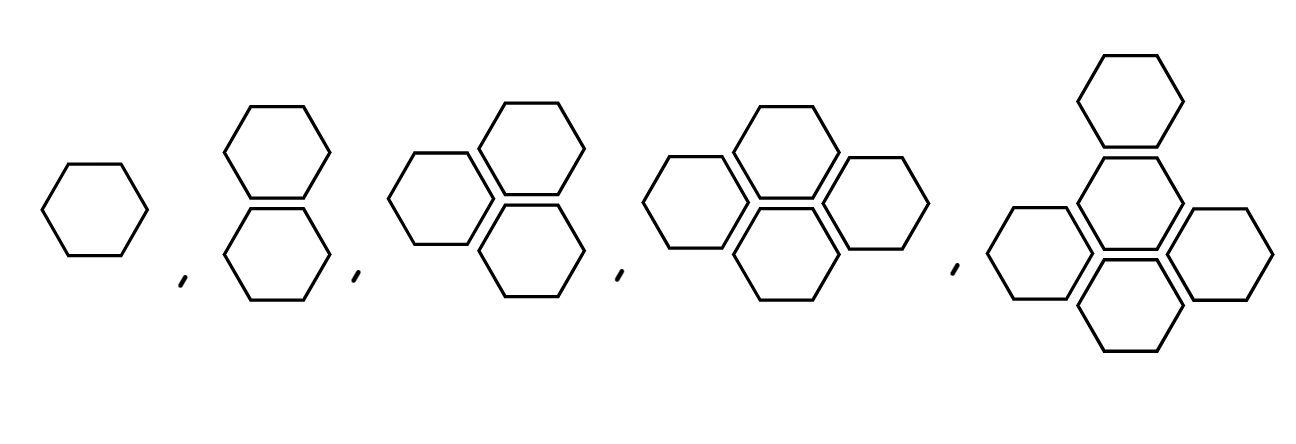 , , , ,